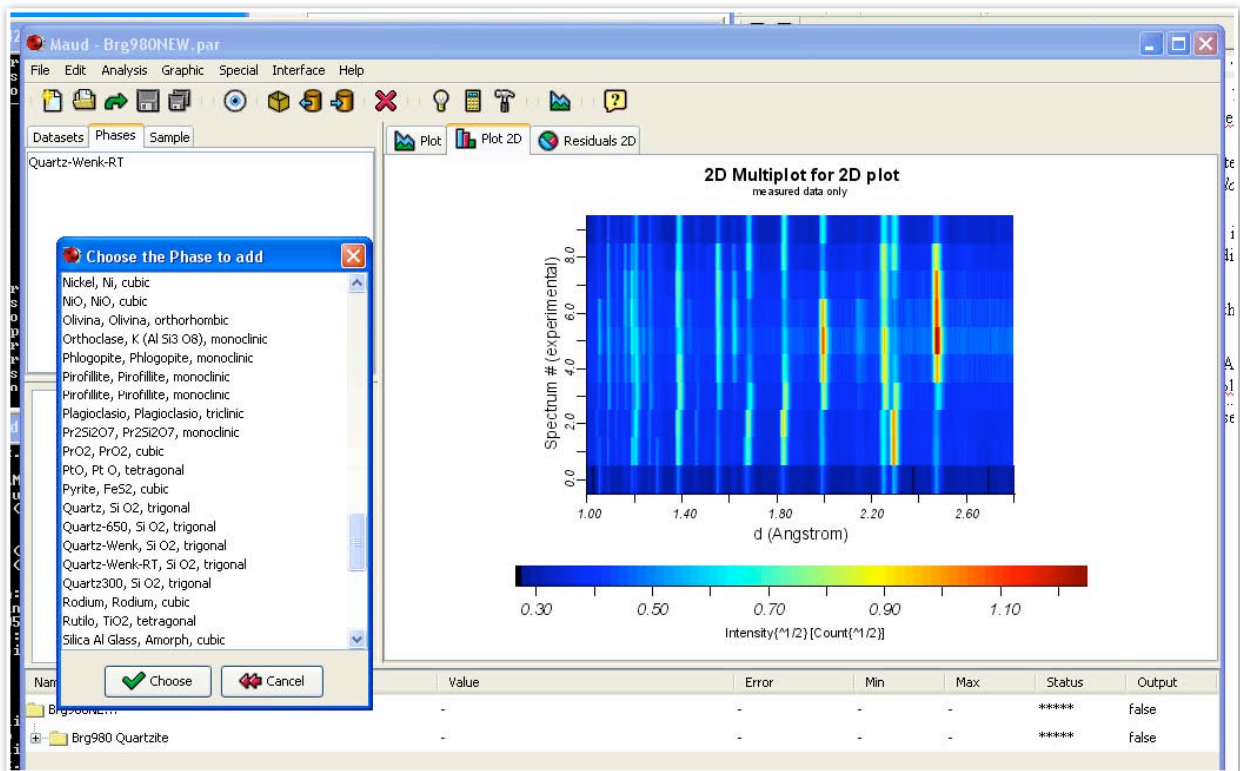 Maud - Brg980NEW.par
File Edit Analysis Graphic Special Interface Help
Datasets Phases Sample
Quartz-Wenk-RT
Choose the Phase to add
Nickel, Ni, cubic
NiO, NiO, cubic
Olivina, Olivina, orthorhombic
Orthoclase, K (Al Si3 O8), monoclinic
Phlogopite, Phlogopite, monoclinic
Pirofillite, Pirofillite, monoclinic
Pirofillite, Pirofillite, monoclinic
Plagioclasio, Plagioclasio, triclinic
Pr2Si2O7, Pr2Si2O7, monoclinic
PrO2, PrO2, cubic
PtO, Pt O, tetragonal
Pyrite, FeS2, cubic
Quartz, Si O2, trigonal
Quartz-650, Si O2, trigonal
Quartz-Wenk, Si O2, trigonal
Quartz-Wenk-RT, Si O2, trigonal
Quartz300, Si O2, trigonal
Rodium, Rodium, cubic
Rutilo, TiO2, tetragonal
Silica Al Glass, Amorph, cubic
Choose Cancel
Plot Plot 2D Residuals 2D
2D Multiplot for 2D plot
measured data only
Spectrum # (experimental)
8.0
6.0
4.0
2.0
0.0
1.00 1.40 1.80 2.20 2.60
d (Angstrom)
0.30 0.50 0.70 0.90 1.10
Intensity{^1/2} [Count{^1/2}]
Value Error Min Max Status Output
- - - - ***** false
Brg980 Quartzite - - - - ***** false